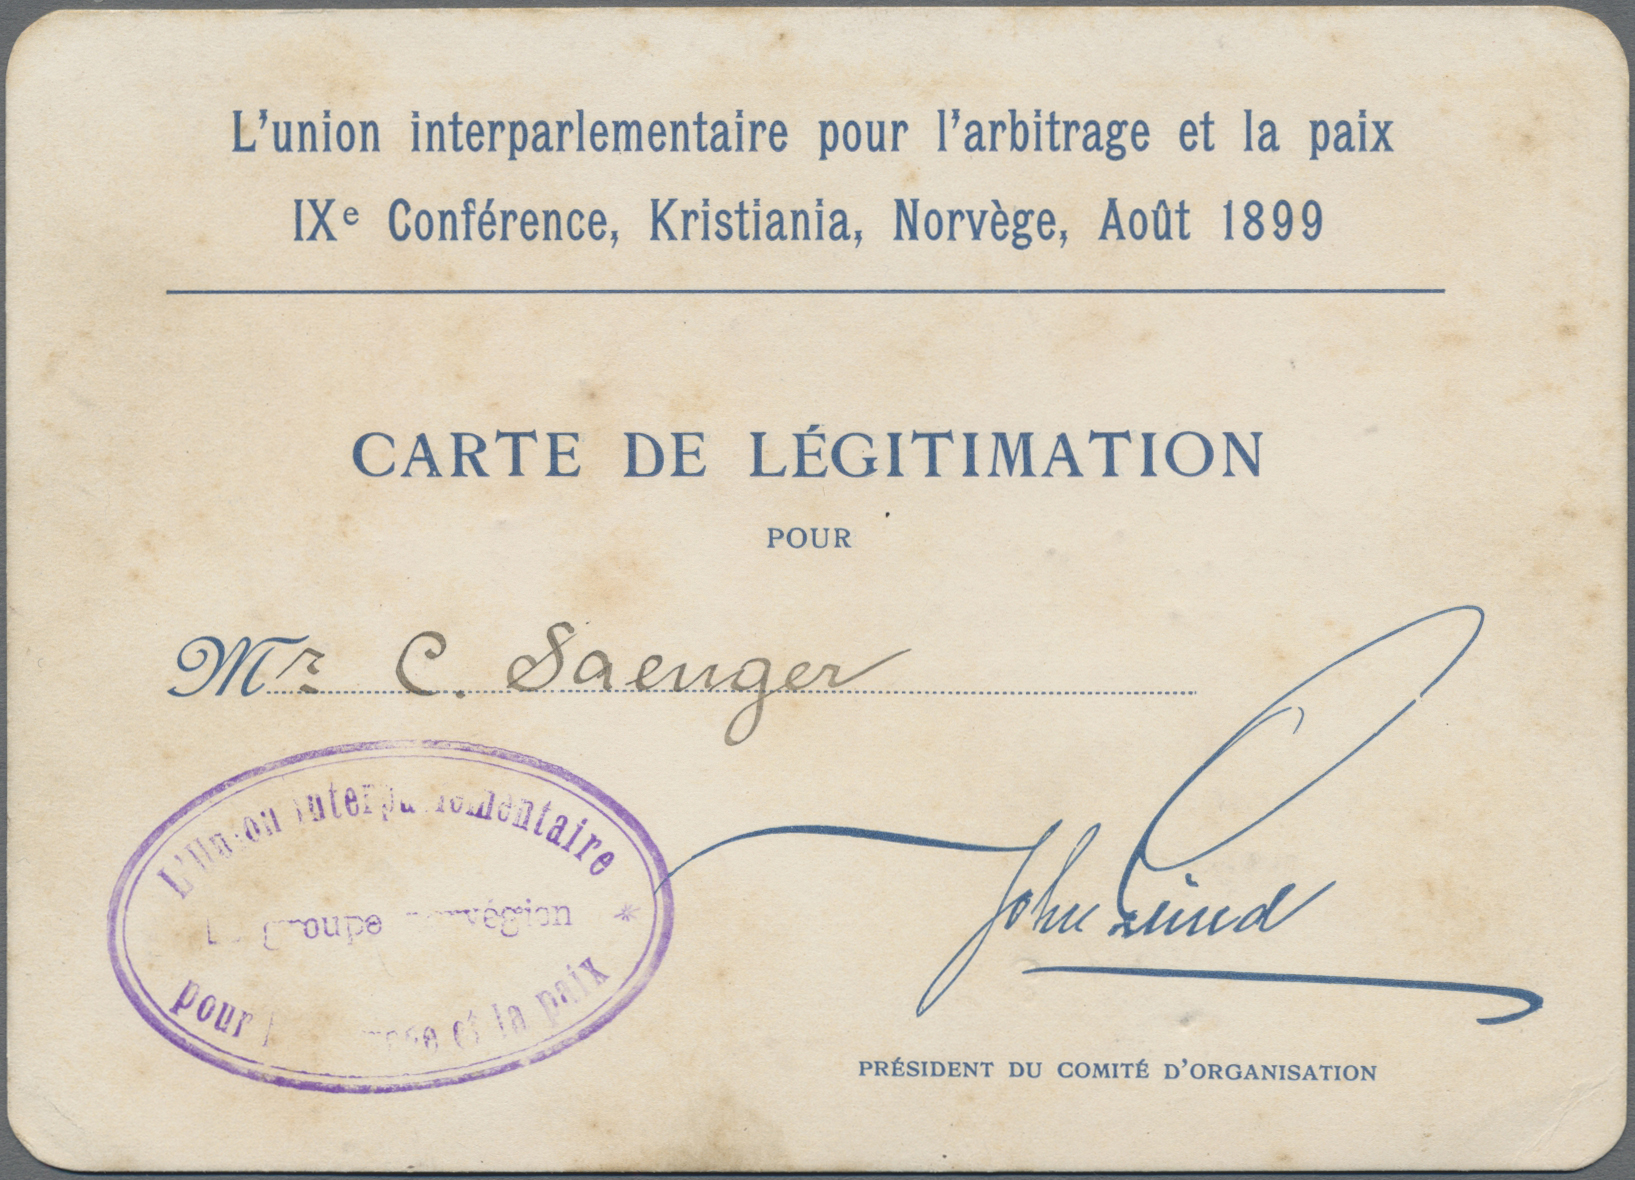 L'union interparlementaire pour l'arbitrage et la paix
IXe Conférence, Kristiania, Norvège, Août 1899
CARTE DE LÉGITIMATION
POUR
Mr C. Saenger
L'Union interparlementaire
groupe norvégien *
pour et la paix
John Lund
PRÉSIDENT DU COMITÉ D'ORGANISATION